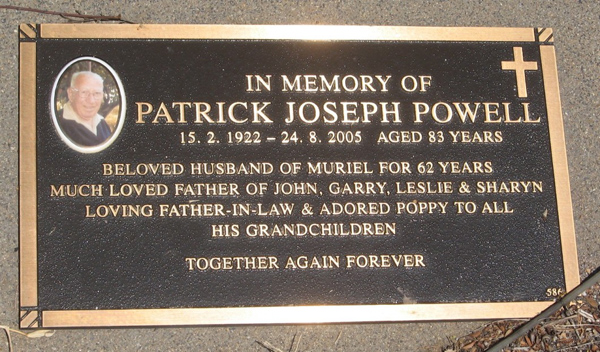 IN MEMORY OF
PATRICK JOSEPH POWELL
15. 2. 1922 – 24. 8. 2005 AGED 83 YEARS
BELOVED HUSBAND OF MURIEL FOR 62 YEARS
MUCH LOVED FATHER OF JOHN, GARRY, LESLIE & SHARYN
LOVING FATHER-IN-LAW & ADORED POPPY TO ALL
HIS GRANDCHILDREN
TOGETHER AGAIN FOREVER